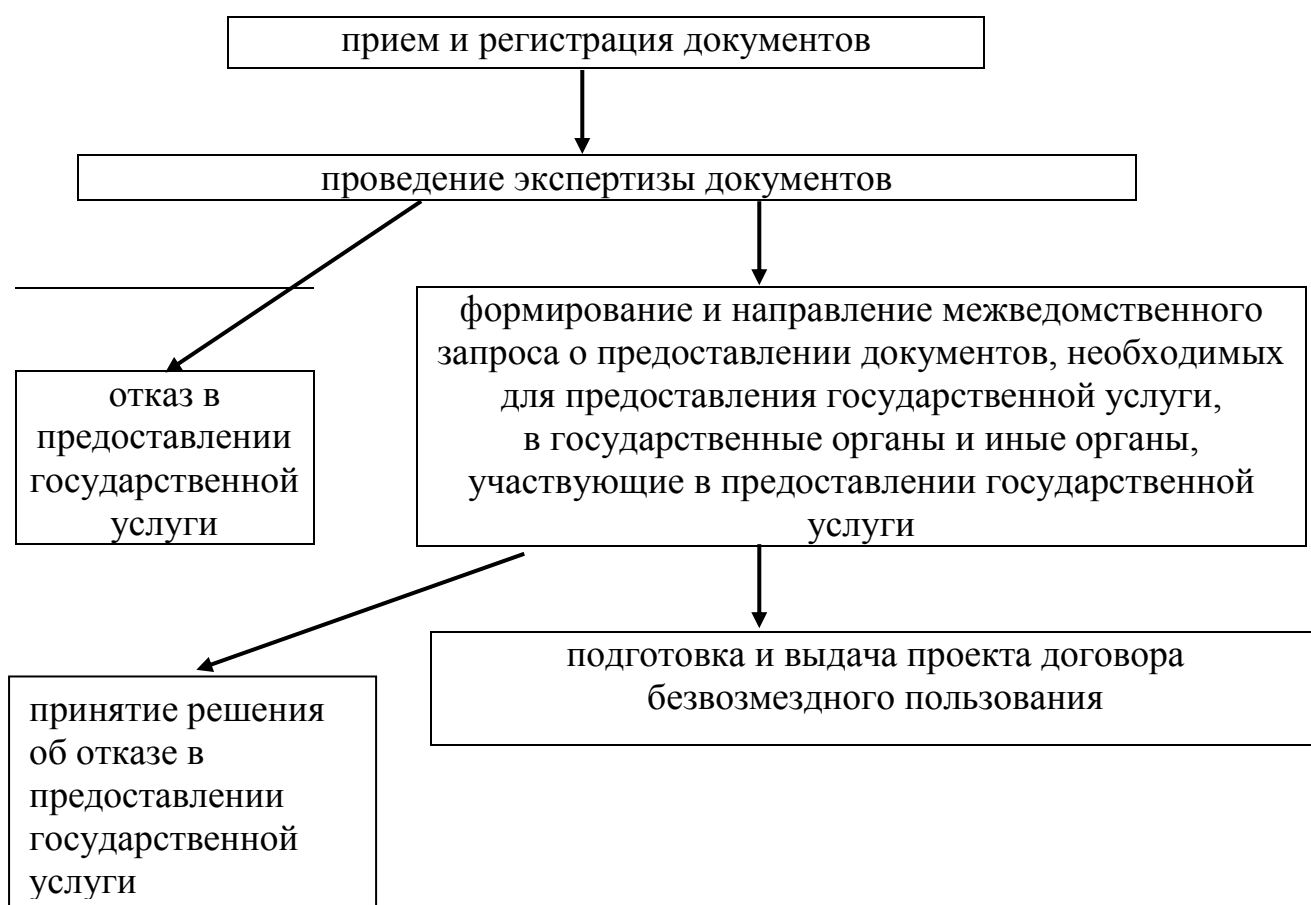 прием и регистрация документов
проведение экспертизы документов
отказ в
предоставлении
государственной
услуги
формирование и направление межведомственного
запроса о предоставлении документов, необходимых
для предоставления государственной услуги,
в государственные органы и иные органы,
участвующие в предоставлении государственной
услуги
принятие решения
об отказе в
предоставлении
государственной
услуги
подготовка и выдача проекта договора
безвозмездного пользования